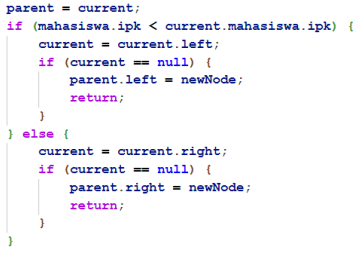 parent = current;
if (mahasiswa.ipk < current.mahasiswa.ipk) {
    current = current.left;
    if (current == null) {
        parent.left = newNode;
        return;
    }
} else {
    current = current.right;
    if (current == null) {
        parent.right = newNode;
        return;
    }
}